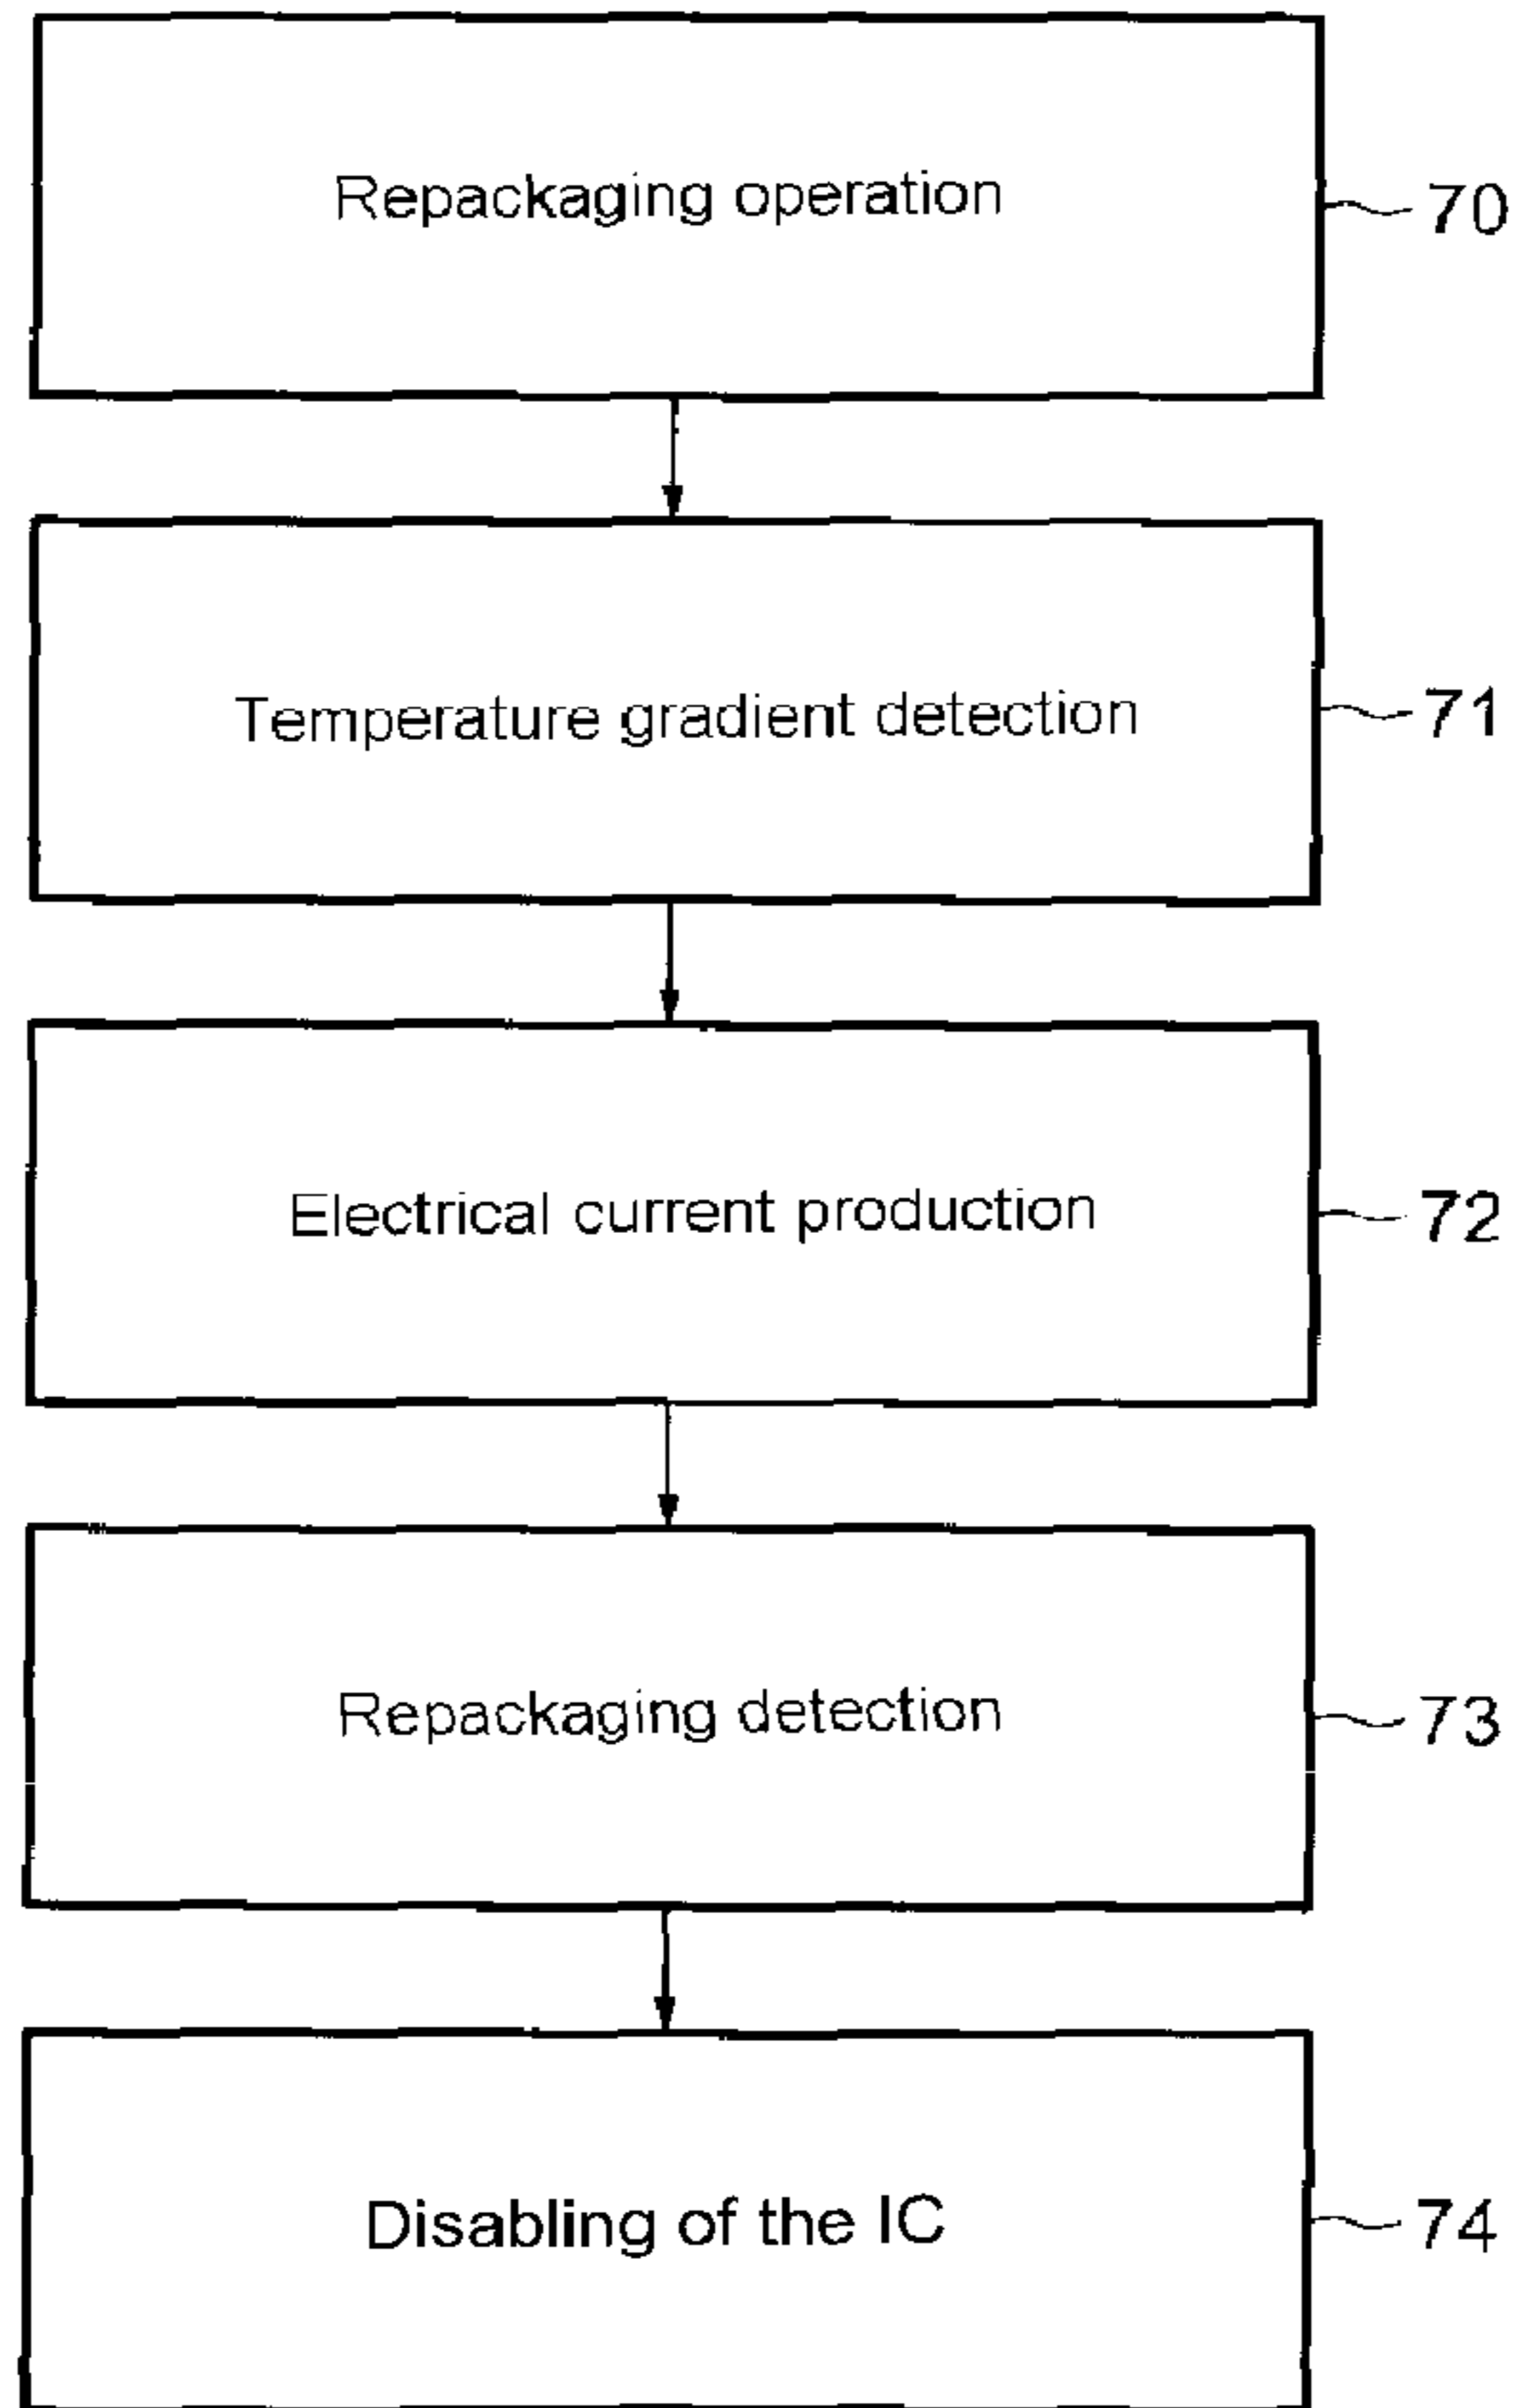 Repackaging operation
70
Temperature gradient detection
71
Electrical current production
72
Repackaging detection
73
Disabling of the IC
74